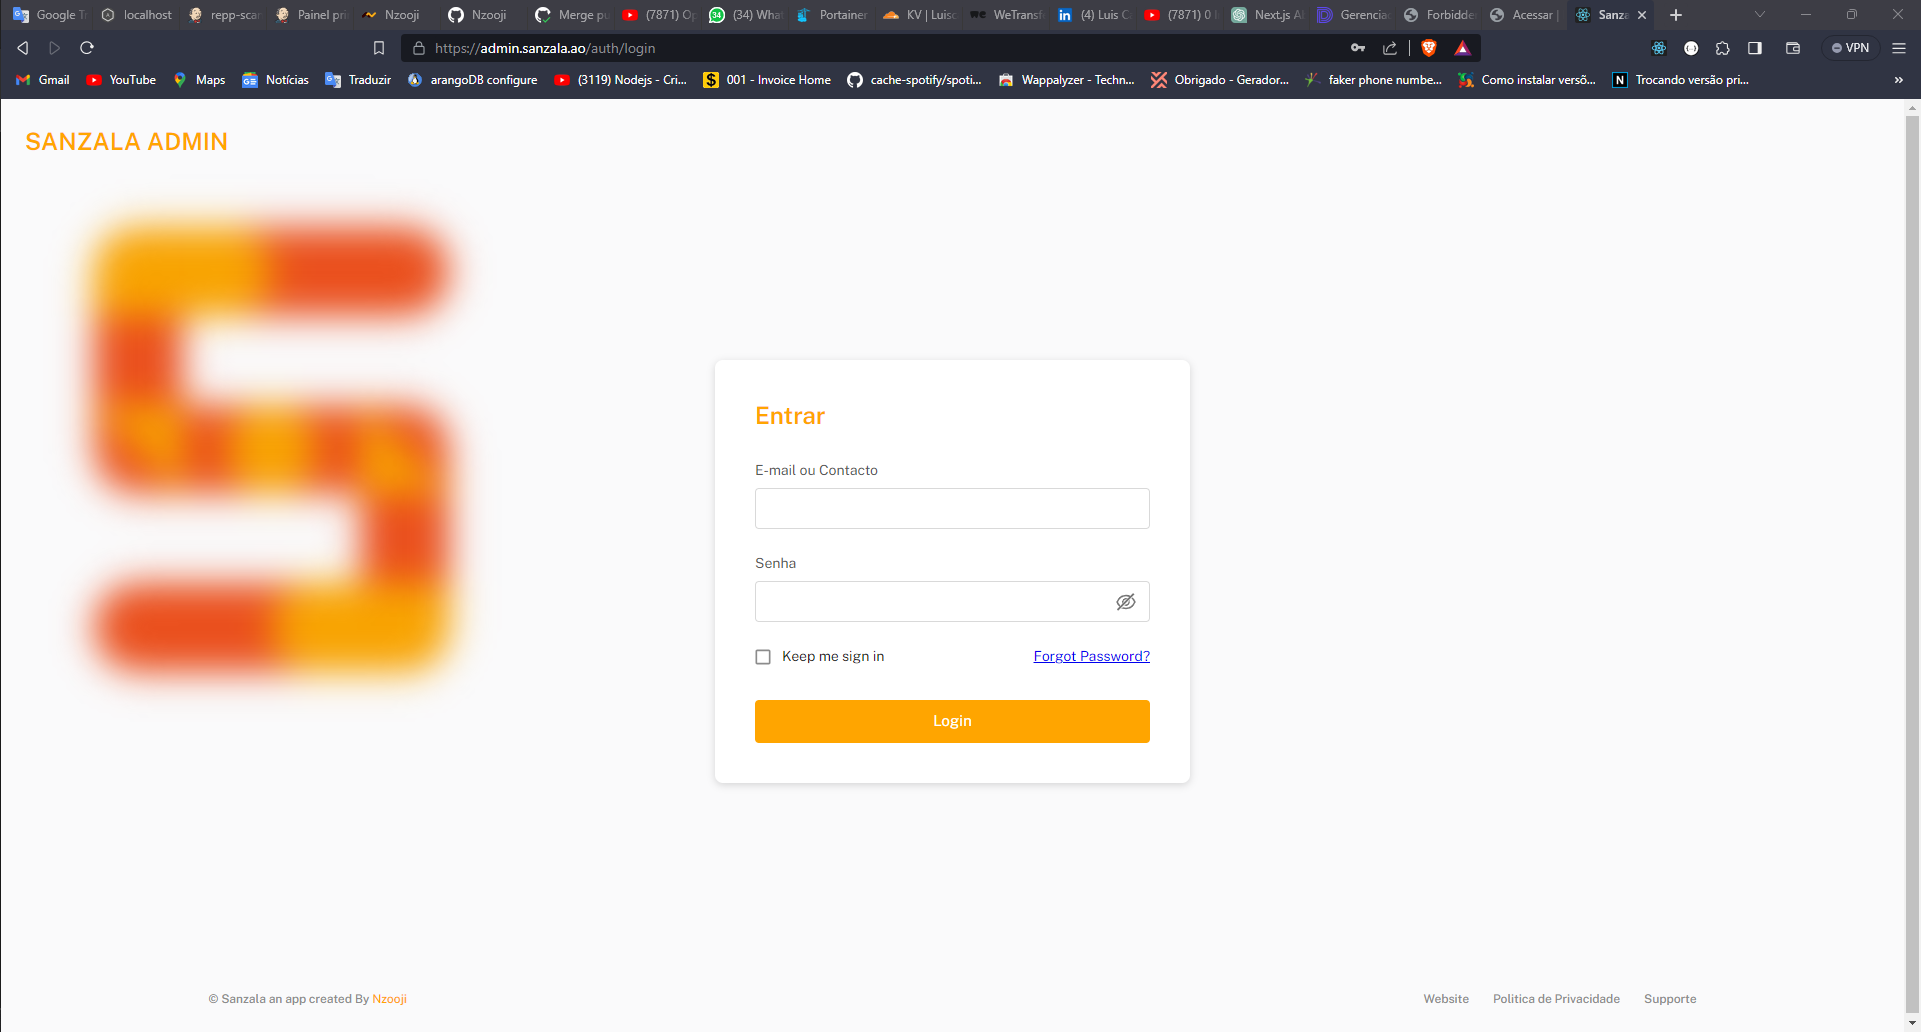 Google Tr localhost repp-scar Painel pri Nzooji Nzooji Merge pu (7871) Op (34) What Portainer KV | Luisc WeTransf (4) Luis C (7871) 0 Next.js A Gerencia Forbidde Acessar | Sanza
https://admin.sanzala.ao/auth/login VPN
Gmail YouTube Maps Notícias Traduzir arangoDB configure (3119) Nodejs - Cri... 001 - Invoice Home cache-spotify/spoti... Wappalyzer - Techn... Obrigado - Gerador... faker phone numbe... Como instalar versõ... N Trocando versão pri... »
SANZALA ADMIN
Entrar
E-mail ou Contacto
Senha
Keep me sign in Forgot Password?
Login
© Sanzala an app created By Nzooji Website Politica de Privacidade Supporte